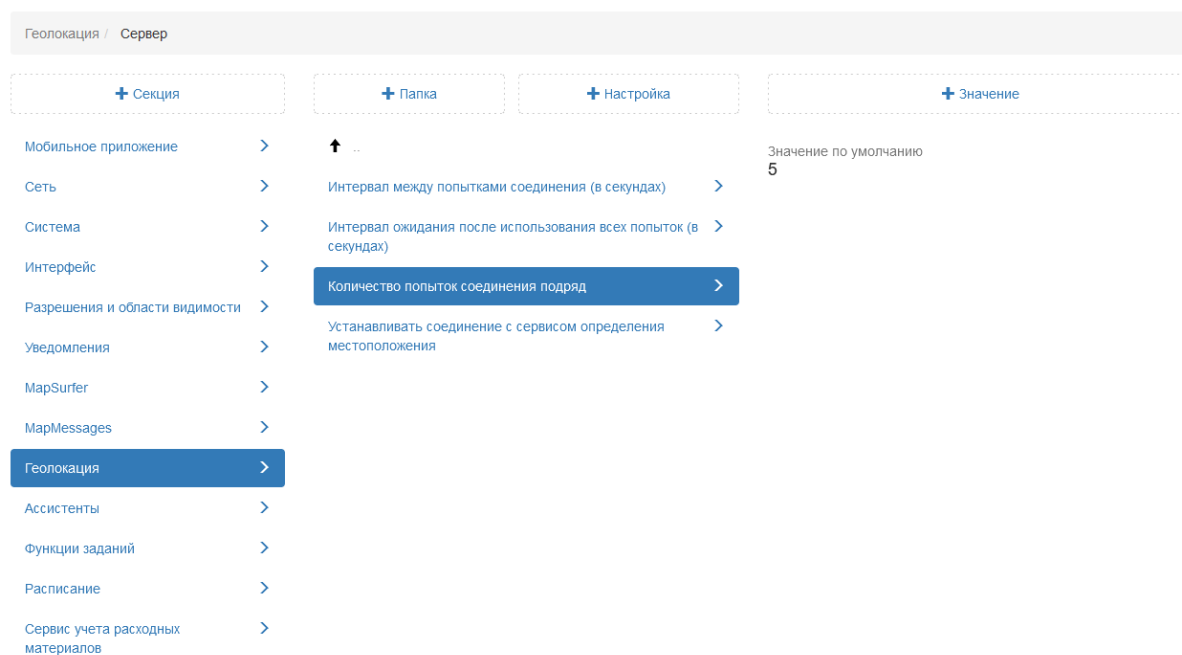 Геолокация / Сервер
+ Секция
+ Папка
+ Настройка
+ Значение
Мобильное приложение
Сеть
Система
Интерфейс
Разрешения и области видимости
Уведомления
MapSurfer
MapMessages
Геолокация
Ассистенты
Функции заданий
Расписание
Сервис учета расходных
материалов
..
Интервал между попытками соединения (в секундах)
Интервал ожидания после использования всех попыток (в
секундах)
Количество попыток соединения подряд
Устанавливать соединение с сервисом определения
местоположения
Значение по умолчанию
5